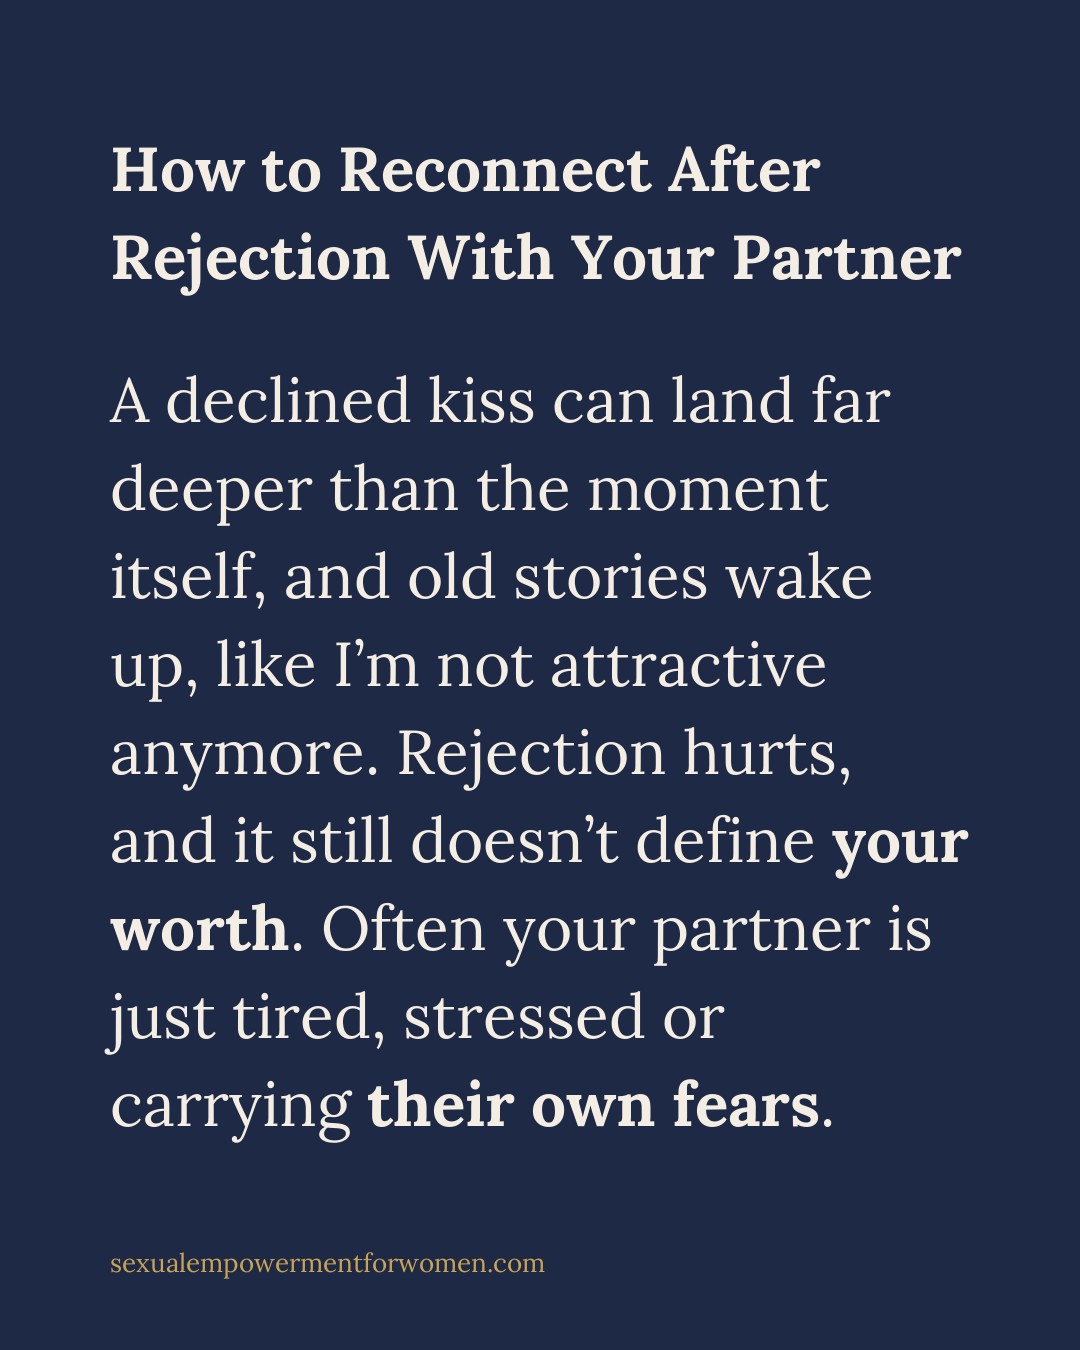 How to Reconnect After
Rejection With Your Partner
A declined kiss can land far
deeper than the moment
itself, and old stories wake
up, like I’m not attractive
anymore. Rejection hurts,
and it still doesn’t define your
worth. Often your partner is
just tired, stressed or
carrying their own fears.
sexualempowermentforwomen.com